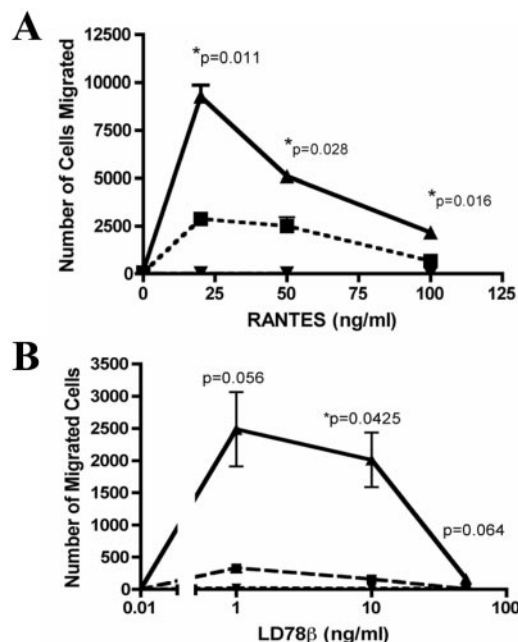 A
Number of Cells Migrated
12500
10000
7500
5000
2500
0
*p=0.011
*p=0.028
*p=0.016
0 25 50 75 100 125
RANTES (ng/ml)
B
Number of Migrated Cells
3500
3000
2500
2000
1500
1000
500
0
p=0.056
*p=0.0425
p=0.064
0.01 1 10 100
LD78β (ng/ml)